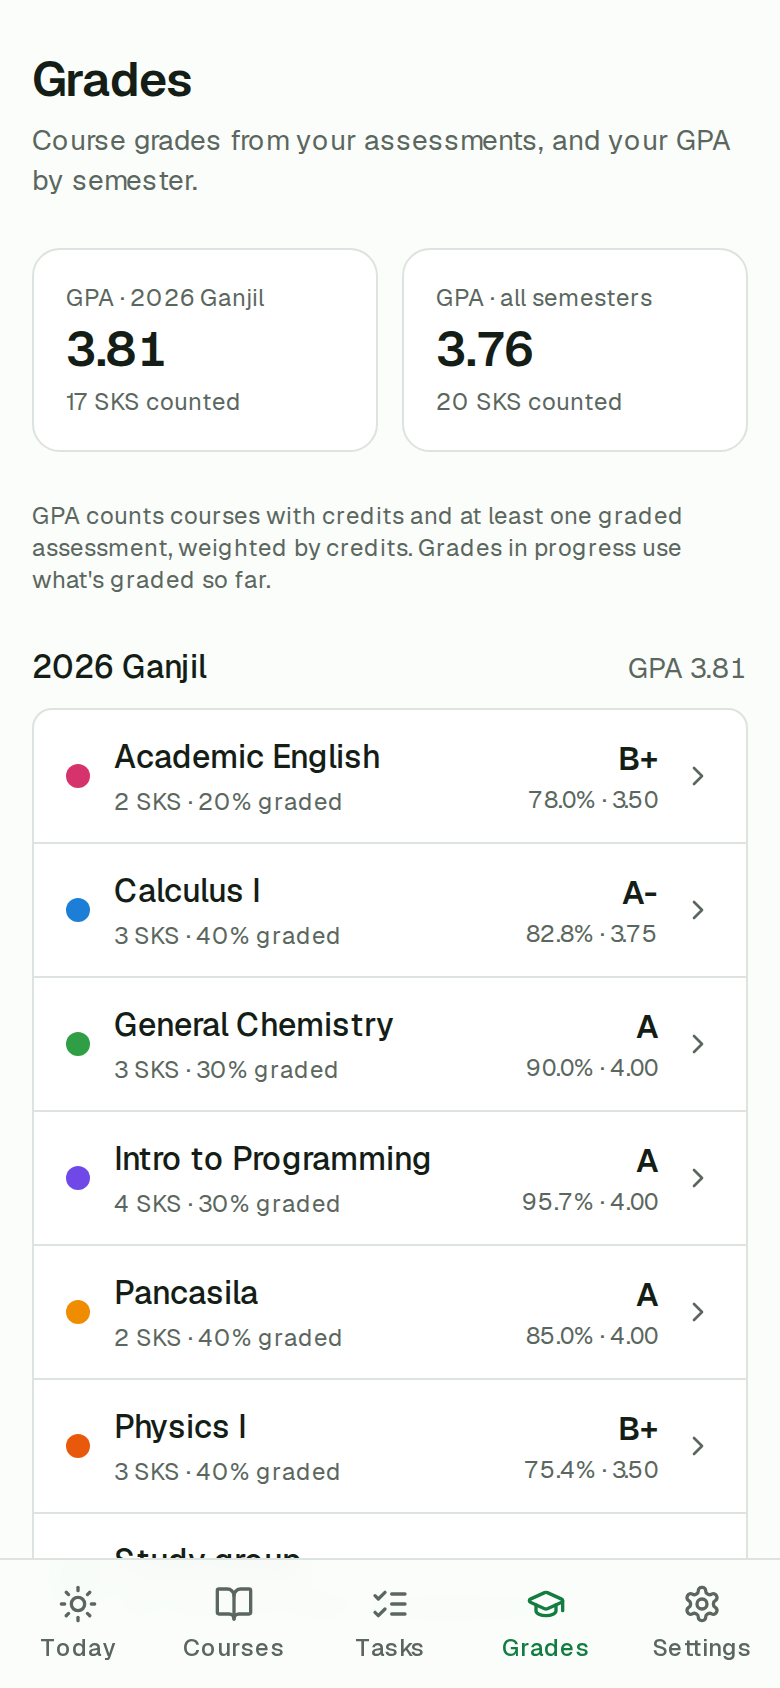 Grades
Course grades from your assessments, and your GPA
by semester.
GPA · 2026 Ganjil
3.81
17 SKS counted
GPA · all semesters
3.76
20 SKS counted
GPA counts courses with credits and at least one graded
assessment, weighted by credits. Grades in progress use
what's graded so far.
2026 Ganjil
GPA 3.81
Academic English
2 SKS · 20% graded
B+
78.0% · 3.50
Calculus I
3 SKS · 40% graded
A-
82.8% · 3.75
General Chemistry
3 SKS · 30% graded
A
90.0% · 4.00
Intro to Programming
4 SKS · 30% graded
A
95.7% · 4.00
Pancasila
2 SKS · 40% graded
A
85.0% · 4.00
Physics I
3 SKS · 40% graded
B+
75.4% · 3.50
Study group
Today
Courses
Tasks
Grades
Settings